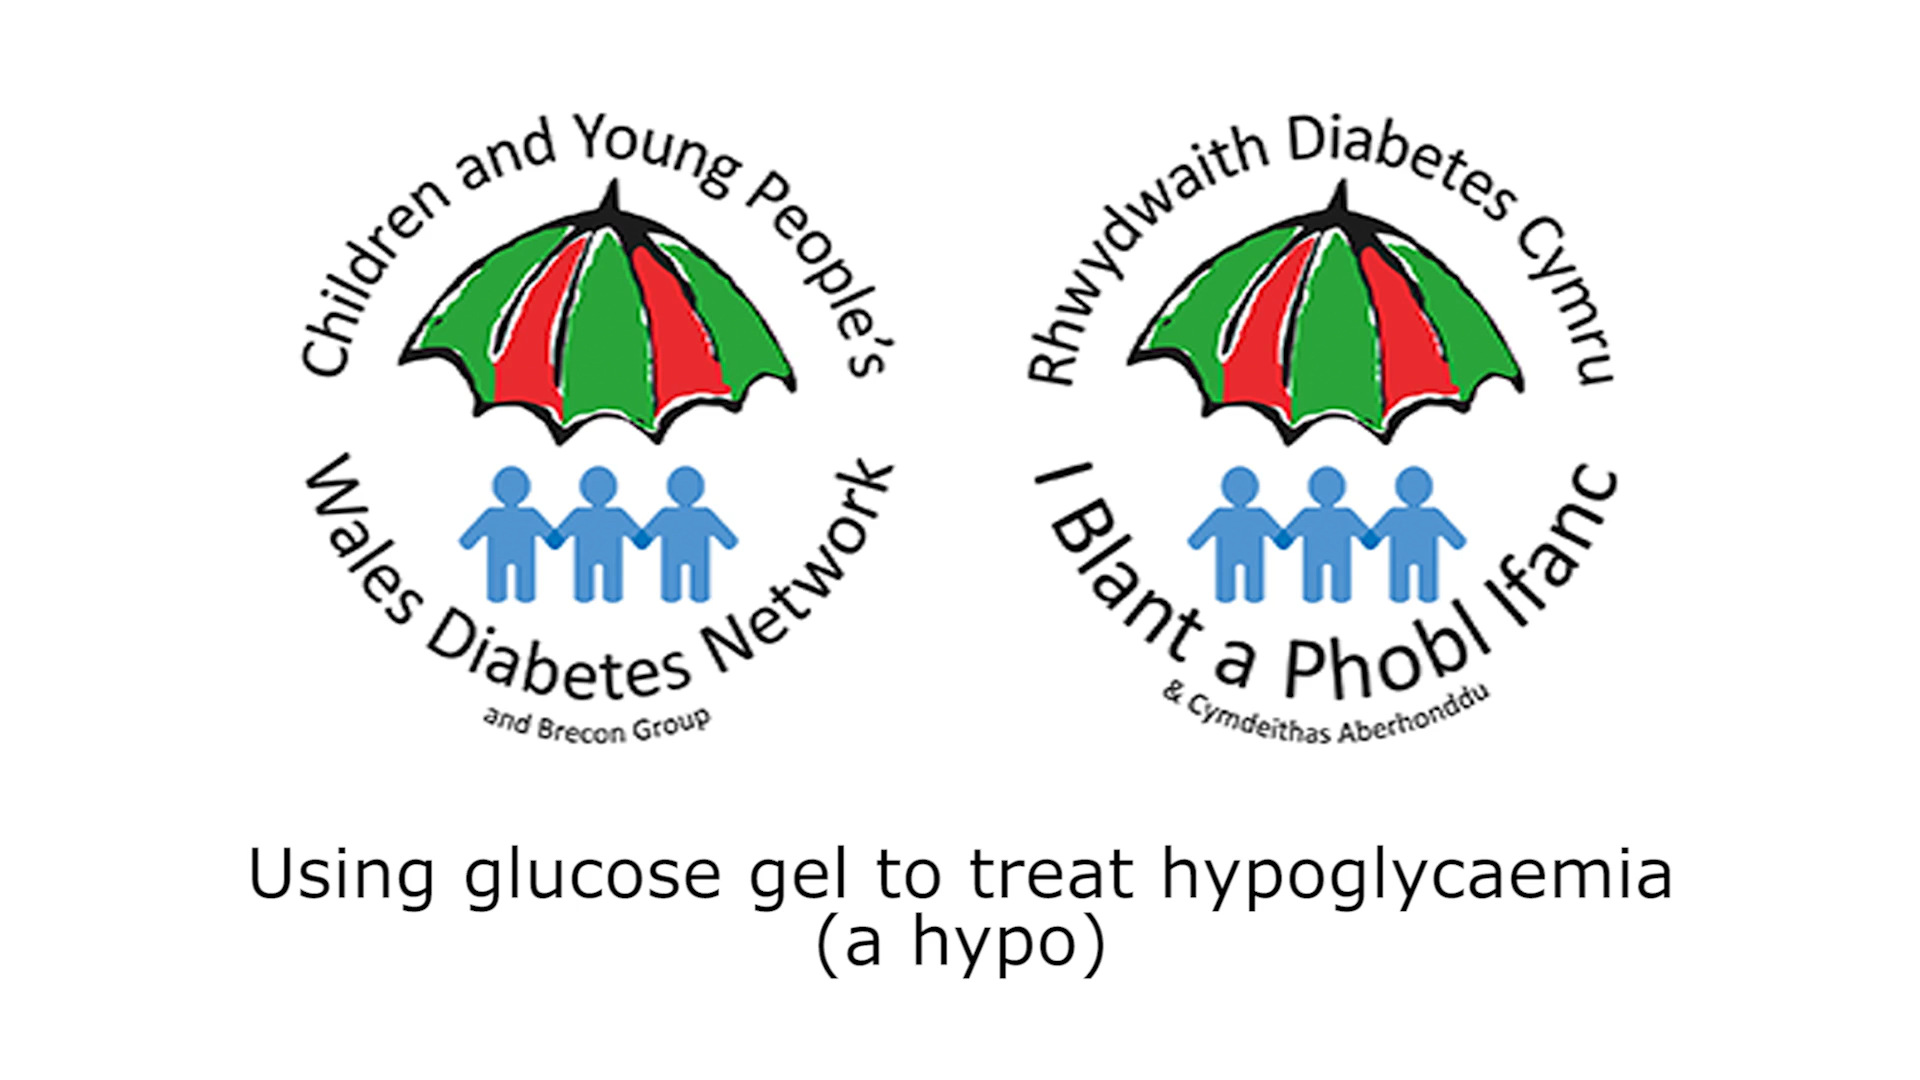 Children and Young People's
Wales Diabetes Network
and Brecon Group
Rhwydwaith Diabetes Cymru
I Blant a Phobl Ifanc
& Cymdeithas Aberhonddu
Using glucose gel to treat hypoglycaemia
(a hypo)